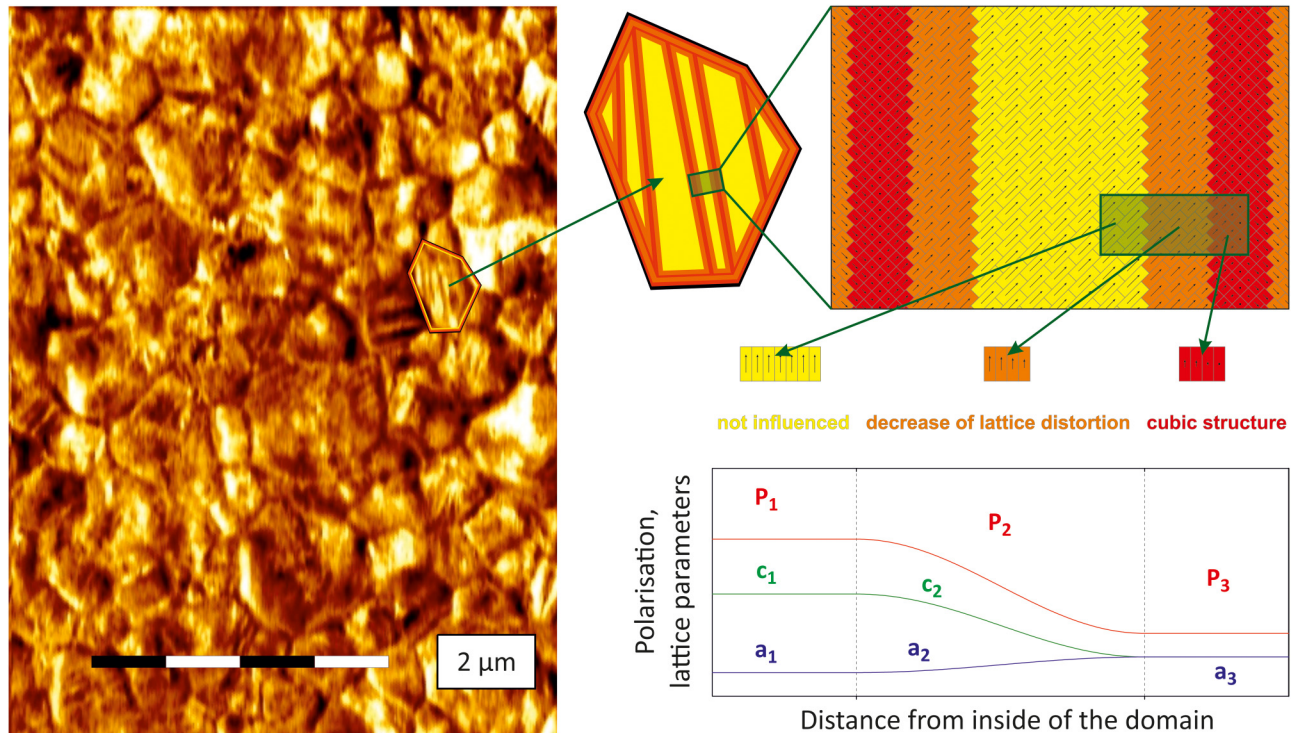 2 μm
not influenced decrease of lattice distortion cubic structure
Polarisation,
lattice parameters
P₁
P₂
c₁
c₂
P₃
a₁
a₂
a₃
Distance from inside of the domain